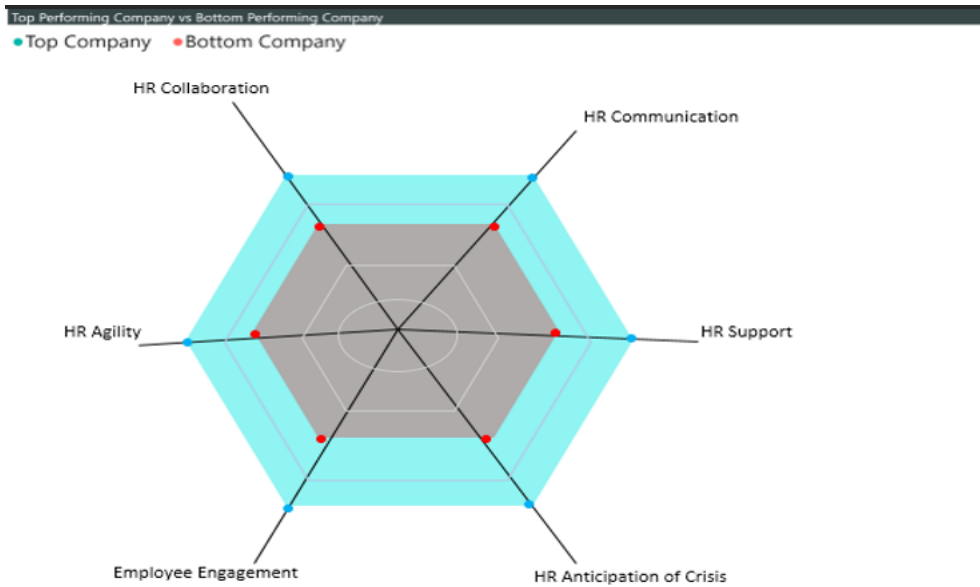 Top Performing Company vs Bottom Performing Company
Top Company Bottom Company
HR Collaboration
HR Communication
HR Agility
HR Support
Employee Engagement
HR Anticipation of Crisis